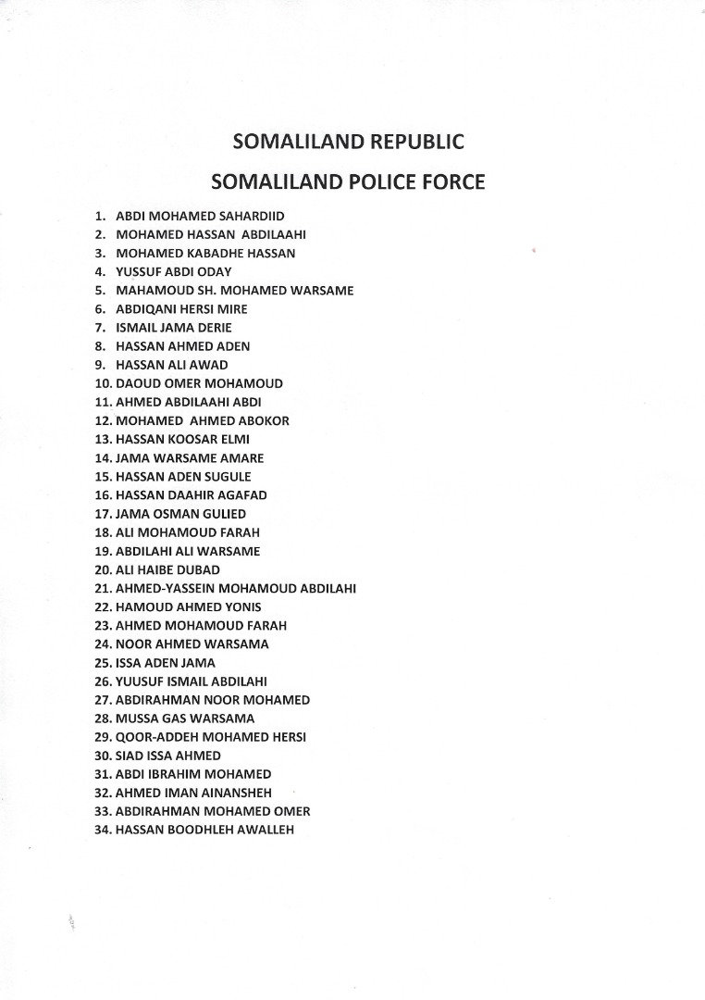 SOMALILAND REPUBLIC
SOMALILAND POLICE FORCE
1. ABDI MOHAMED SAHARDIID
2. MOHAMED HASSAN ABDILAAHI
3. MOHAMED KABADHE HASSAN
4. YUSSUF ABDI ODAY
5. MAHAMOUD SH. MOHAMED WARSAME
6. ABDIQANI HERSI MIRE
7. ISMAIL JAMA DERIE
8. HASSAN AHMED ADEN
9. HASSAN ALI AWAD
10. DAOUD OMER MOHAMOUD
11. AHMED ABDILAAHI ABDI
12. MOHAMED AHMED ABOKOR
13. HASSAN KOOSAR ELMI
14. JAMA WARSAME AMARE
15. HASSAN ADEN SUGULE
16. HASSAN DAAHIR AGAFAD
17. JAMA OSMAN GULIED
18. ALI MOHAMOUD FARAH
19. ABDILAHI ALI WARSAME
20. ALI HAIBE DUBAD
21. AHMED-YASSEIN MOHAMOUD ABDILAHI
22. HAMOUD AHMED YONIS
23. AHMED MOHAMOUD FARAH
24. NOOR AHMED WARSAMA
25. ISSA ADEN JAMA
26. YUUSUF ISMAIL ABDILAHI
27. ABDIRAHMAN NOOR MOHAMED
28. MUSSA GAS WARSAMA
29. QOOR-ADDEH MOHAMED HERSI
30. SIAD ISSA AHMED
31. ABDI IBRAHIM MOHAMED
32. AHMED IMAN AINANSHEH
33. ABDIRAHMAN MOHAMED OMER
34. HASSAN BOODHLEH AWALLEH